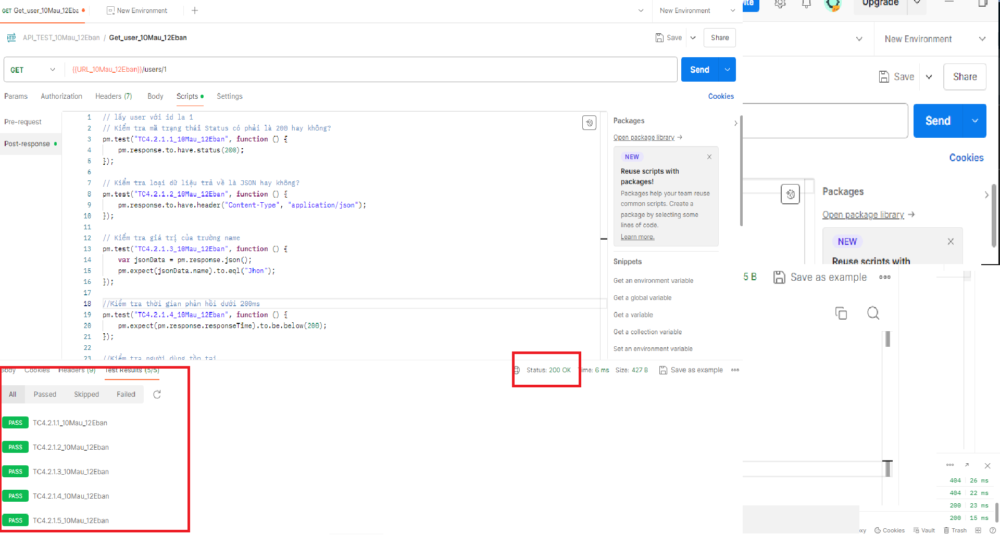 GET Get_user_10Mau_12Eba
New Environment
New Environment
HTTP API_TEST_10Mau_12Eban / Get_user_10Mau_12Eban
Save
Share
GET
{{URL_10Mau_12Eban}}/users/1
Send
Params Authorization Headers (7) Body Scripts Settings
Cookies
Pre-request
Post-response
1 // lấy user với id la 1
2 // Kiểm tra mã trạng thái Status có phải là 200 hay không?
3 pm.test("TC4.2.1.1_10Mau_12Eban", function () {
4 pm.response.to.have.status(200);
5 });
6
7 // Kiểm tra loại dữ liệu trả về là JSON hay không?
8 pm.test("TC4.2.1.2_10Mau_12Eban", function () {
9 pm.response.to.have.header("Content-Type", "application/json");
10 });
11
12 // Kiểm tra giá trị của trường name
13 pm.test("TC4.2.1.3_10Mau_12Eban", function () {
14 var jsonData = pm.response.json();
15 pm.expect(jsonData.name).to.eql("Jhon");
16 });
17
18 //Kiểm tra thời gian phản hồi dưới 200ms
19 pm.test("TC4.2.1.4_10Mau_12Eban", function () {
20 pm.expect(pm.response.responseTime).to.be.below(200);
21 });
22
23 //Kiểm tra người dùng tồn tại
Packages
Open package library →
NEW
Reuse scripts with
packages!
Packages help your team reuse
common scripts. Create a
package by selecting some
lines of code.
Learn more.
Snippets
Get an environment variable
Get a global variable
Get a variable
Get a collection variable
Set an environment variable
Body Cookies Headers (9) Test Results (5/5)
Status: 200 OK Time: 6 ms Size: 427 B Save as example
All Passed Skipped Failed
PASS TC4.2.1.1_10Mau_12Eban
PASS TC4.2.1.2_10Mau_12Eban
PASS TC4.2.1.3_10Mau_12Eban
PASS TC4.2.1.4_10Mau_12Eban
PASS TC4.2.1.5_10Mau_12Eban
Upgrade
New Environment
Save
Share
Send
Cookies
Packages
Open package library →
NEW
Reuse scripts with
5 B Save as example
404 26 ms
404 22 ms
200 23 ms
200 15 ms
Cookies Vault Trash